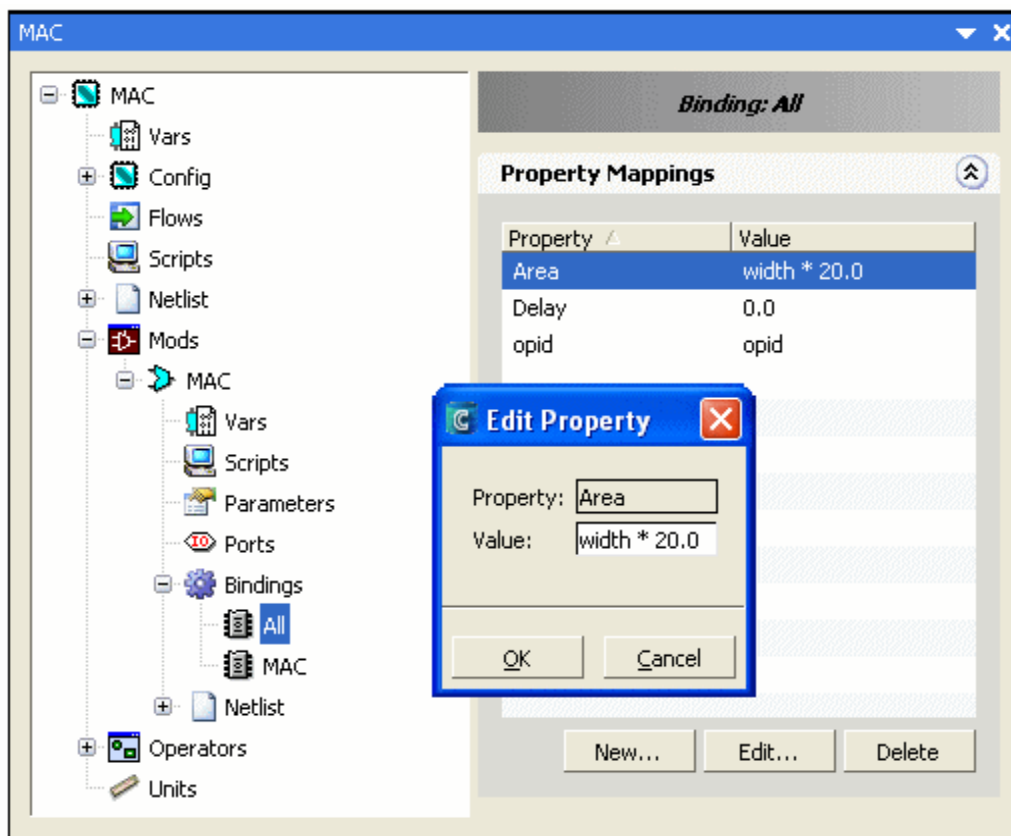 MAC
MAC
Vars
Config
Flows
Scripts
Netlist
Mods
MAC
Vars
Scripts
Parameters
Ports
Bindings
All
MAC
Netlist
Operators
Units
Binding: All
Property Mappings
Property Value
Area width * 20.0
Delay 0.0
opid opid
Edit Property
Property: Area
Value: width * 20.0
OK Cancel
New... Edit... Delete